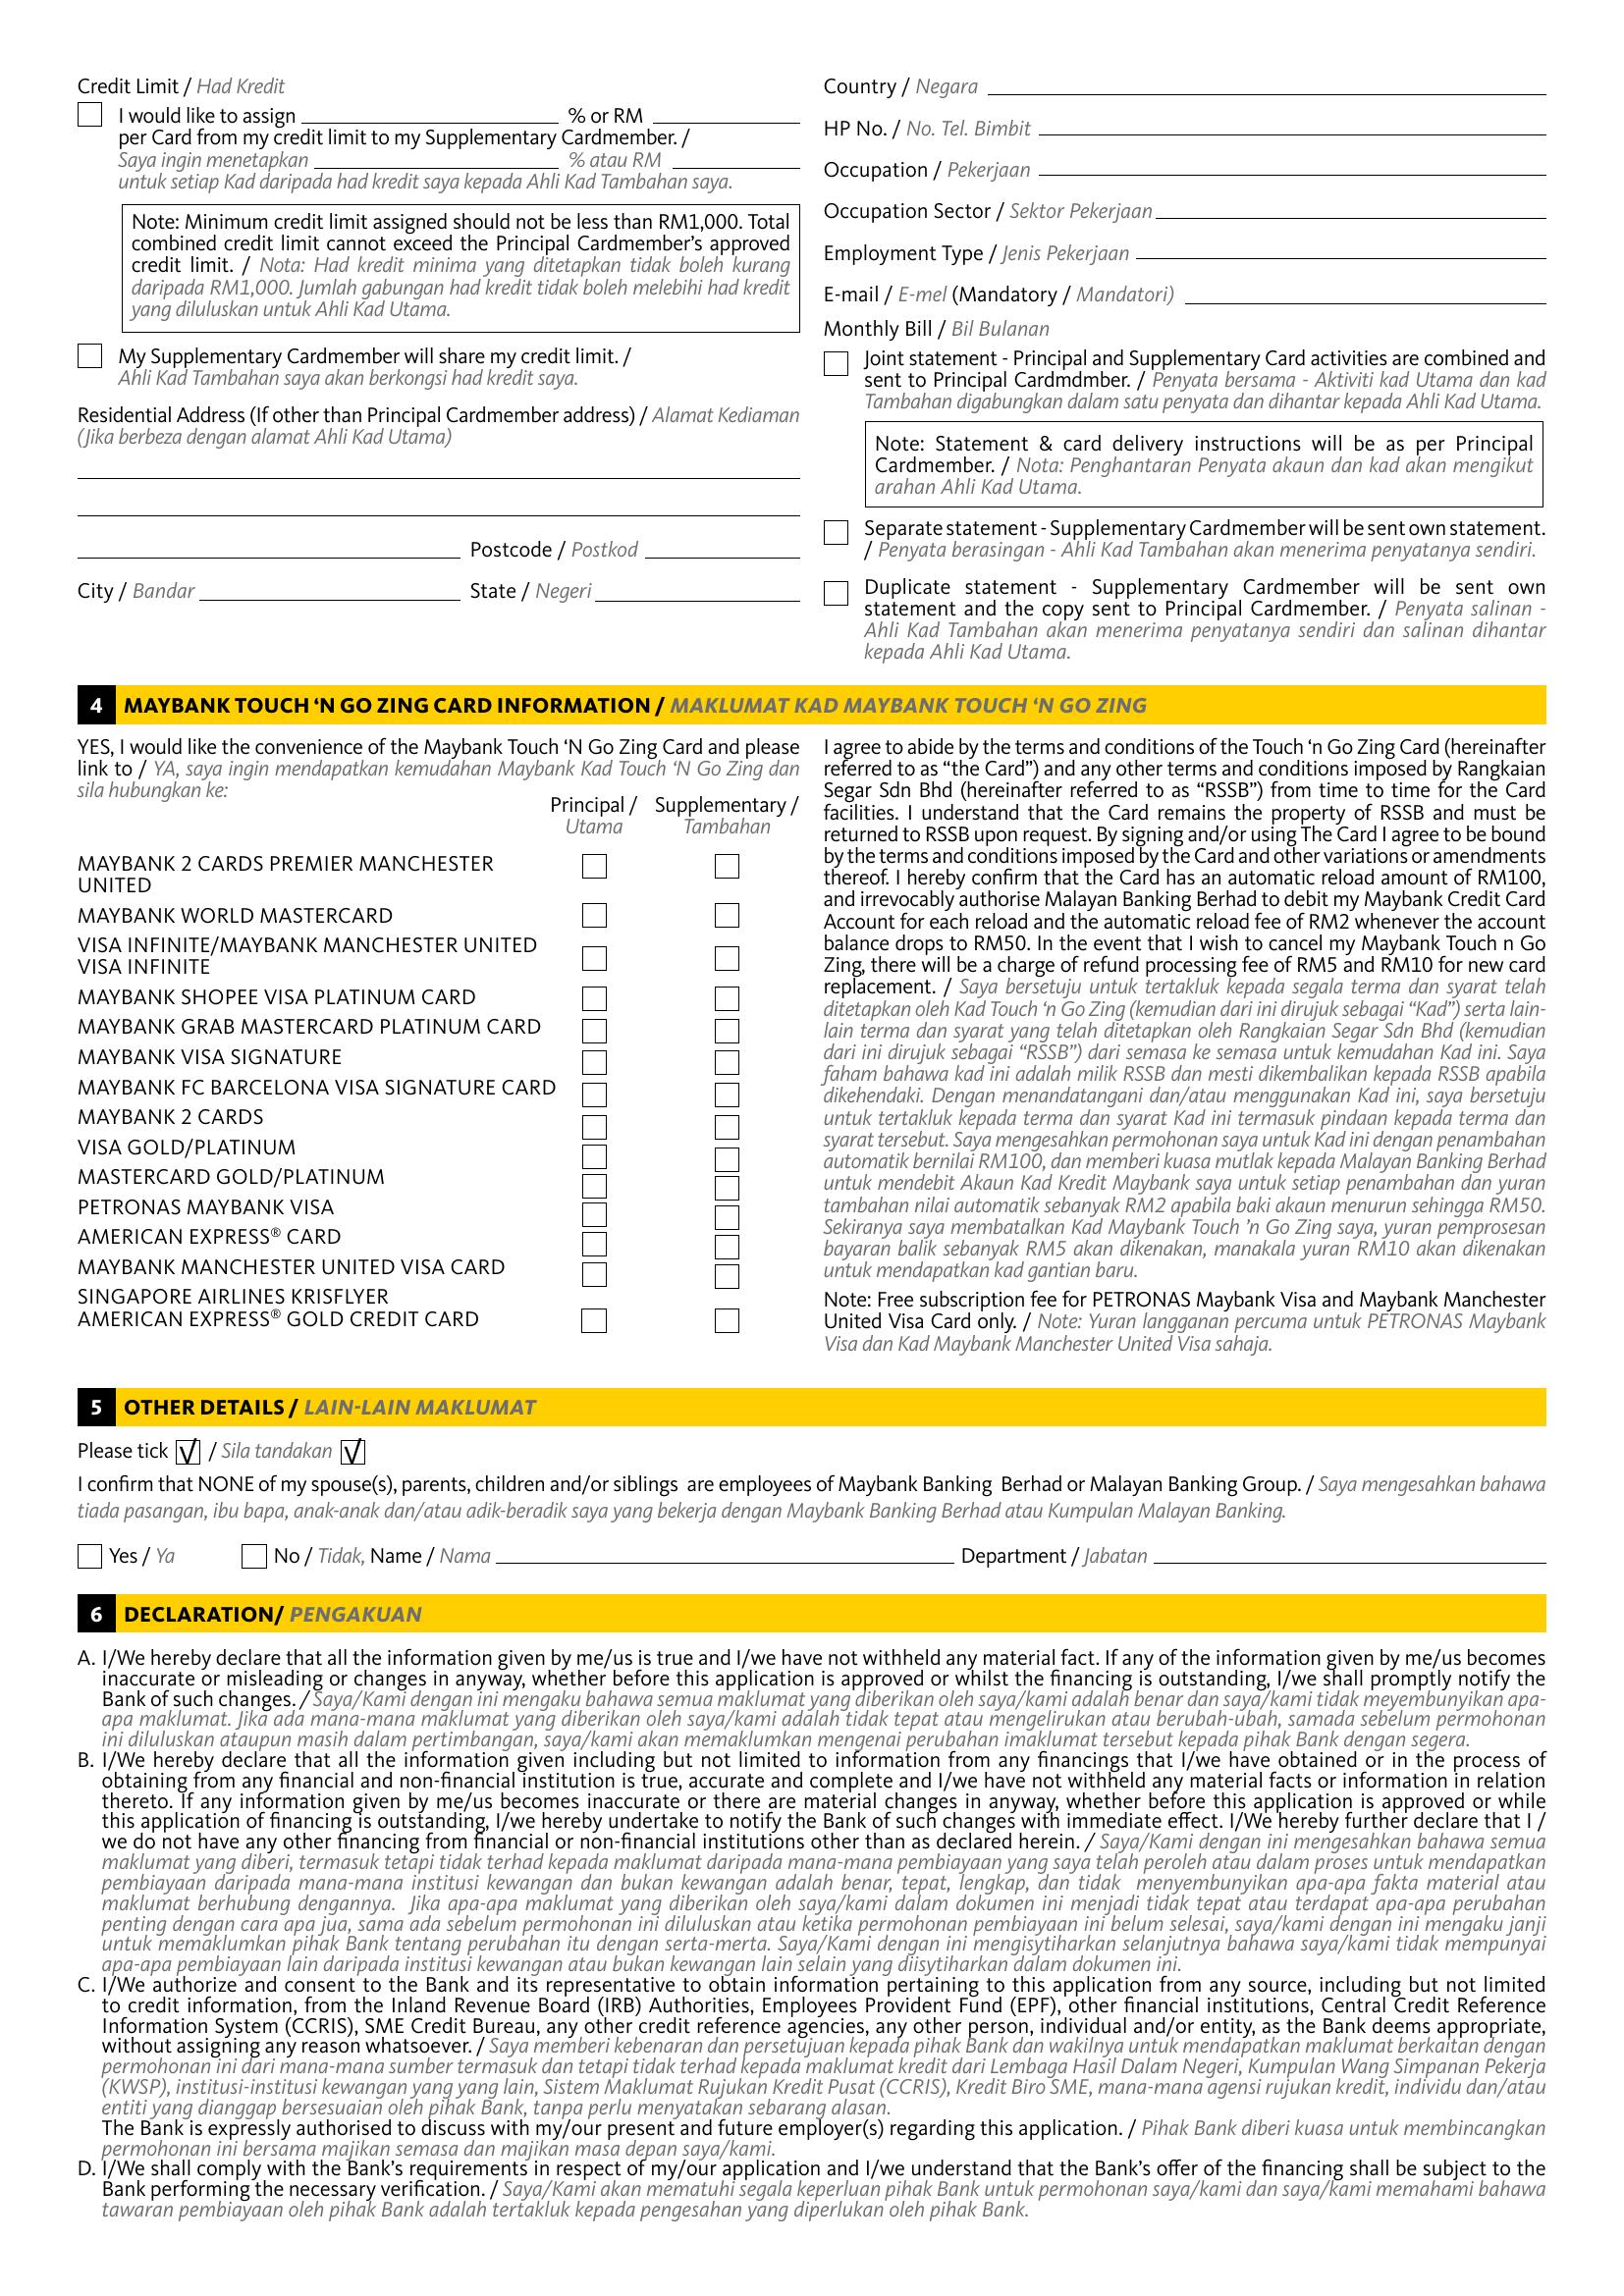 Credit Limit / Had Kredit
I would like to assign % or RM
per Card from my credit limit to my Supplementary Cardmember. /
Saya ingin menetapkan % atau RM
untuk setiap Kad daripada had kredit saya kepada Ahli Kad Tambahan saya.
Note: Minimum credit limit assigned should not be less than RM1,000. Total
combined credit limit cannot exceed the Principal Cardmember's approved
credit limit. / Nota: Had kredit minima yang ditetapkan tidak boleh kurang
daripada RM1,000. Jumlah gabungan had kredit tidak boleh melebihi had kredit
yang diluluskan untuk Ahli Kad Utama.
My Supplementary Cardmember will share my credit limit. /
Ahli Kad Tambahan saya akan berkongsi had kredit saya.
Residential Address (If other than Principal Cardmember address) / Alamat Kediaman
(Jika berbeza dengan alamat Ahli Kad Utama)
Postcode / Postkod
City / Bandar State / Negeri
Country / Negara
HP No. / No. Tel. Bimbit
Occupation / Pekerjaan
Occupation Sector / Sektor Pekerjaan
Employment Type / Jenis Pekerjaan
E-mail / E-mel (Mandatory / Mandatori)
Monthly Bill / Bil Bulanan
Joint statement - Principal and Supplementary Card activities are combined and
sent to Principal Cardmdmber. / Penyata bersama - Aktiviti kad Utama dan kad
Tambahan digabungkan dalam satu penyata dan dihantar kepada Ahli Kad Utama.
Note: Statement & card delivery instructions will be as per Principal
Cardmember. / Nota: Penghantaran Penyata akaun dan kad akan mengikut
arahan Ahli Kad Utama.
Separate statement - Supplementary Cardmember will be sent own statement.
/ Penyata berasingan - Ahli Kad Tambahan akan menerima penyatanya sendiri.
Duplicate statement - Supplementary Cardmember will be sent own
statement and the copy sent to Principal Cardmember. / Penyata salinan -
Ahli Kad Tambahan akan menerima penyatanya sendiri dan salinan dihantar
kepada Ahli Kad Utama.
4 MAYBANK TOUCH ‘N GO ZING CARD INFORMATION / MAKLUMAT KAD MAYBANK TOUCH ‘N GO ZING
YES, I would like the convenience of the Maybank Touch ‘N Go Zing Card and please
link to / YA, saya ingin mendapatkan kemudahan Maybank Kad Touch ‘N Go Zing dan
sila hubungkan ke:
Principal / Supplementary /
Utama Tambahan
MAYBANK 2 CARDS PREMIER MANCHESTER
UNITED
MAYBANK WORLD MASTERCARD
VISA INFINITE/MAYBANK MANCHESTER UNITED
VISA INFINITE
MAYBANK SHOPEE VISA PLATINUM CARD
MAYBANK GRAB MASTERCARD PLATINUM CARD
MAYBANK VISA SIGNATURE
MAYBANK FC BARCELONA VISA SIGNATURE CARD
MAYBANK 2 CARDS
VISA GOLD/PLATINUM
MASTERCARD GOLD/PLATINUM
PETRONAS MAYBANK VISA
AMERICAN EXPRESS® CARD
MAYBANK MANCHESTER UNITED VISA CARD
SINGAPORE AIRLINES KRISFLYER
AMERICAN EXPRESS® GOLD CREDIT CARD
I agree to abide by the terms and conditions of the Touch ‘n Go Zing Card (hereinafter
referred to as “the Card”) and any other terms and conditions imposed by Rangkaian
Segar Sdn Bhd (hereinafter referred to as “RSSB”) from time to time for the Card
facilities. I understand that the Card remains the property of RSSB and must be
returned to RSSB upon request. By signing and/or using The Card I agree to be bound
by the terms and conditions imposed by the Card and other variations or amendments
thereof. I hereby confirm that the Card has an automatic reload amount of RM100,
and irrevocably authorise Malayan Banking Berhad to debit my Maybank Credit Card
Account for each reload and the automatic reload fee of RM2 whenever the account
balance drops to RM50. In the event that I wish to cancel my Maybank Touch n Go
Zing, there will be a charge of refund processing fee of RM5 and RM10 for new card
replacement. / Saya bersetuju untuk tertakluk kepada segala terma dan syarat telah
ditetapkan oleh Kad Touch ‘n Go Zing (kemudian dari ini dirujuk sebagai “Kad”) serta lain-
lain terma dan syarat yang telah ditetapkan oleh Rangkaian Segar Sdn Bhd (kemudian
dari ini dirujuk sebagai “RSSB”) dari semasa ke semasa untuk kemudahan Kad ini. Saya
faham bahawa kad ini adalah milik RSSB dan mesti dikembalikan kepada RSSB apabila
dikehendaki. Dengan menandatangani dan/atau menggunakan Kad ini, saya bersetuju
untuk tertakluk kepada terma dan syarat Kad ini termasuk pindaan kepada terma dan
syarat tersebut. Saya mengesahkan permohonan saya untuk Kad ini dengan penambahan
automatik bernilai RM100, dan memberi kuasa mutlak kepada Malayan Banking Berhad
untuk mendebit Akaun Kad Kredit Maybank saya untuk setiap penambahan dan yuran
tambahan nilai automatik sebanyak RM2 apabila baki akaun menurun sehingga RM50.
Sekiranya saya membatalkan Kad Maybank Touch ’n Go Zing saya, yuran pemprosesan
bayaran balik sebanyak RM5 akan dikenakan, manakala yuran RM10 akan dikenakan
untuk mendapatkan kad gantian baru.
Note: Free subscription fee for PETRONAS Maybank Visa and Maybank Manchester
United Visa Card only. / Note: Yuran langganan percuma untuk PETRONAS Maybank
Visa dan Kad Maybank Manchester United Visa sahaja.
5 OTHER DETAILS / LAIN-LAIN MAKLUMAT
Please tick √ / Sila tandakan √
I confirm that NONE of my spouse(s), parents, children and/or siblings are employees of Maybank Banking Berhad or Malayan Banking Group. / Saya mengesahkan bahawa
tiada pasangan, ibu bapa, anak-anak dan/atau adik-beradik saya yang bekerja dengan Maybank Banking Berhad atau Kumpulan Malayan Banking.
Yes / Ya No / Tidak, Name / Nama Department / Jabatan
6 DECLARATION/ PENGAKUAN
A. I/We hereby declare that all the information given by me/us is true and I/we have not withheld any material fact. If any of the information given by me/us becomes
inaccurate or misleading or changes in anyway, whether before this application is approved or whilst the financing is outstanding, I/we shall promptly notify the
Bank of such changes. / Saya/Kami dengan ini mengaku bahawa semua maklumat yang diberikan oleh saya/kami adalah benar dan saya/kami tidak meyembunyikan apa-
apa maklumat. Jika ada mana-mana maklumat yang diberikan oleh saya/kami adalah tidak tepat atau mengelirukan atau berubah-ubah, samada sebelum permohonan
ini diluluskan ataupun masih dalam pertimbangan, saya/kami akan memaklumkan mengenai perubahan imaklumat tersebut kepada pihak Bank dengan segera.
B. I/We hereby declare that all the information given including but not limited to information from any financings that I/we have obtained or in the process of
obtaining from any financial and non-financial institution is true, accurate and complete and I/we have not withheld any material facts or information in relation
thereto. If any information given by me/us becomes inaccurate or there are material changes in anyway, whether before this application is approved or while
this application of financing is outstanding, I/we hereby undertake to notify the Bank of such changes with immediate effect. I/We hereby further declare that I /
we do not have any other financing from financial or non-financial institutions other than as declared herein. / Saya/Kami dengan ini mengesahkan bahawa semua
maklumat yang diberi, termasuk tetapi tidak terhad kepada maklumat daripada mana-mana pembiayaan yang saya telah peroleh atau dalam proses untuk mendapatkan
pembiayaan daripada mana-mana institusi kewangan dan bukan kewangan adalah benar, tepat, lengkap, dan tidak menyembunyikan apa-apa fakta material atau
maklumat berhubung dengannya. Jika apa-apa maklumat yang diberikan oleh saya/kami dalam dokumen ini menjadi tidak tepat atau terdapat apa-apa perubahan
penting dengan cara apa jua, sama ada sebelum permohonan ini diluluskan atau ketika permohonan pembiayaan ini belum selesai, saya/kami dengan ini mengaku janji
untuk memaklumkan pihak Bank tentang perubahan itu dengan serta-merta. Saya/Kami dengan ini mengisytiharkan selanjutnya bahawa saya/kami tidak mempunyai
apa-apa pembiayaan lain daripada institusi kewangan atau bukan kewangan lain selain yang diisytiharkan dalam dokumen ini.
C. I/We authorize and consent to the Bank and its representative to obtain information pertaining to this application from any source, including but not limited
to credit information, from the Inland Revenue Board (IRB) Authorities, Employees Provident Fund (EPF), other financial institutions, Central Credit Reference
Information System (CCRIS), SME Credit Bureau, any other credit reference agencies, any other person, individual and/or entity, as the Bank deems appropriate,
without assigning any reason whatsoever. / Saya memberi kebenaran dan persetujuan kepada pihak Bank dan wakilnya untuk mendapatkan maklumat berkaitan dengan
permohonan ini dari mana-mana sumber termasuk dan tetapi tidak terhad kepada maklumat kredit dari Lembaga Hasil Dalam Negeri, Kumpulan Wang Simpanan Pekerja
(KWSP), institusi-institusi kewangan yang yang lain, Sistem Maklumat Rujukan Kredit Pusat (CCRIS), Kredit Biro SME, mana-mana agensi rujukan kredit, individu dan/atau
entiti yang dianggap bersesuaian oleh pihak Bank, tanpa perlu menyatakan sebarang alasan.
The Bank is expressly authorised to discuss with my/our present and future employer(s) regarding this application. / Pihak Bank diberi kuasa untuk membincangkan
permohonan ini bersama majikan semasa dan majikan masa depan saya/kami.
D. I/We shall comply with the Bank's requirements in respect of my/our application and I/we understand that the Bank's offer of the financing shall be subject to the
Bank performing the necessary verification. / Saya/Kami akan mematuhi segala keperluan pihak Bank untuk permohonan saya/kami dan saya/kami memahami bahawa
tawaran pembiayaan oleh pihak Bank adalah tertakluk kepada pengesahan yang diperlukan oleh pihak Bank.